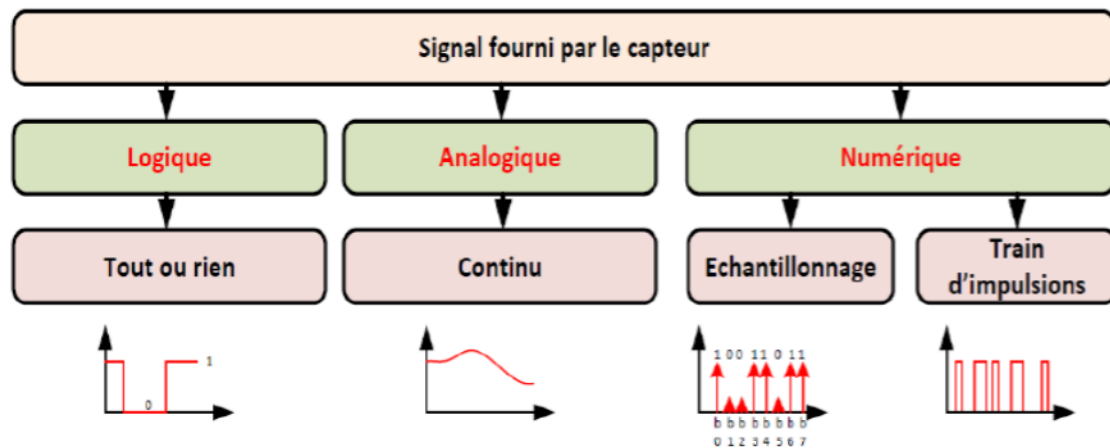 Signal fourni par le capteur
Logique
Analogique
Numérique
Tout ou rien
Continu
Echantillonnage
Train
d'impulsions
1
0
1 0 0 1 1 0 1 1
b b b b b b b b
0 1 2 3 4 5 6 7